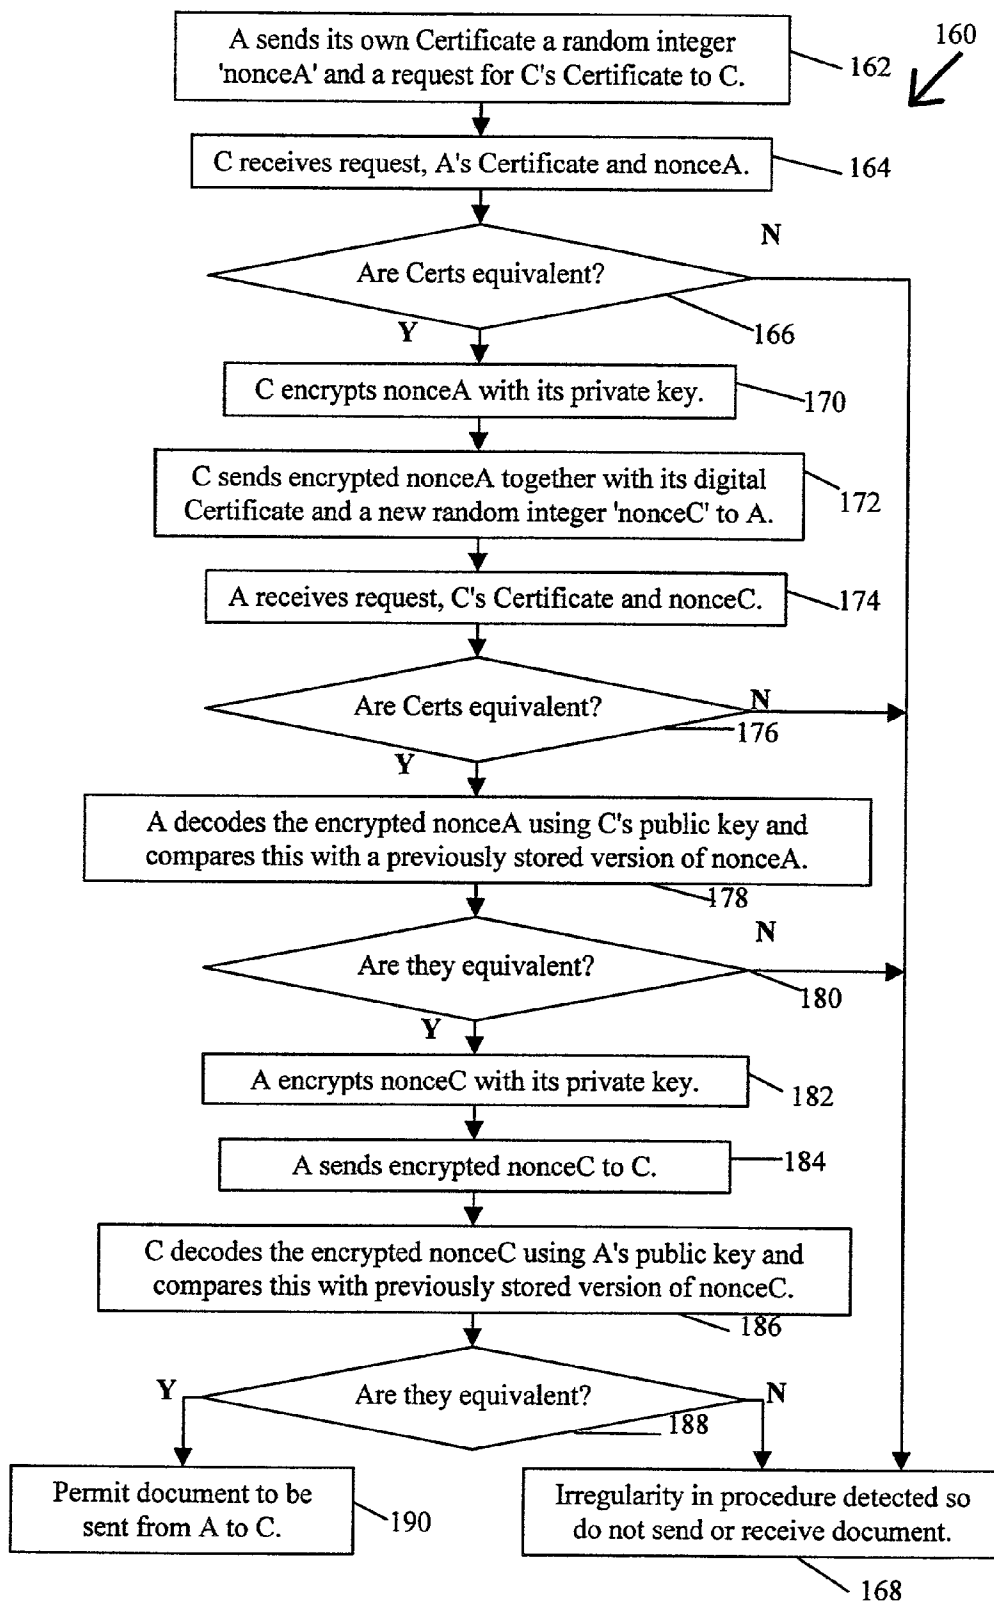 160
A sends its own Certificate a random integer
'nonceA' and a request for C's Certificate to C.
162
C receives request, A's Certificate and nonceA.
164
N
Are Certs equivalent?
166
Y
C encrypts nonceA with its private key.
170
C sends encrypted nonceA together with its digital
Certificate and a new random integer 'nonceC' to A.
172
A receives request, C's Certificate and nonceC.
174
Are Certs equivalent?
N
176
Y
A decodes the encrypted nonceA using C's public key and
compares this with a previously stored version of nonceA.
178
N
Are they equivalent?
180
Y
A encrypts nonceC with its private key.
182
A sends encrypted nonceC to C.
184
C decodes the encrypted nonceC using A's public key and
compares this with previously stored version of nonceC.
186
Y
Are they equivalent?
N
188
Permit document to be
sent from A to C.
190
Irregularity in procedure detected so
do not send or receive document.
168